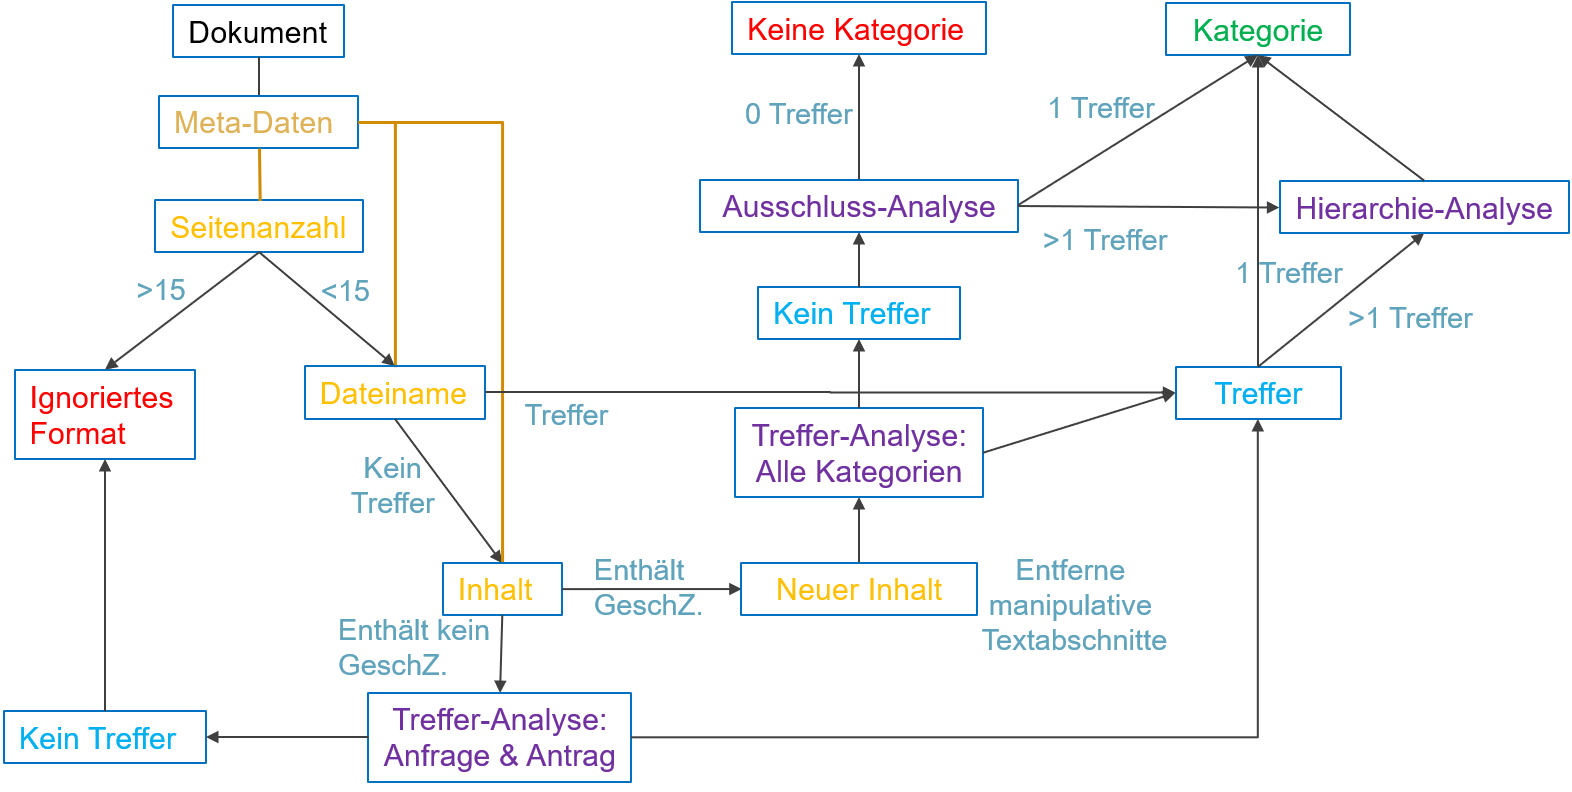 Dokument
Keine Kategorie
Kategorie
Meta-Daten
0 Treffer
1 Treffer
Seitenanzahl
Ausschluss-Analyse
Hierarchie-Analyse
>1 Treffer
>15
<15
1 Treffer
Kein Treffer
>1 Treffer
Ignoriertes
Format
Dateiname
Treffer
Treffer
Kein
Treffer
Treffer-Analyse:
Alle Kategorien
Inhalt
Enthält
GeschZ.
Neuer Inhalt
Entferne
manipulative
Textabschnitte
Enthält kein
GeschZ.
Kein Treffer
Treffer-Analyse:
Anfrage & Antrag